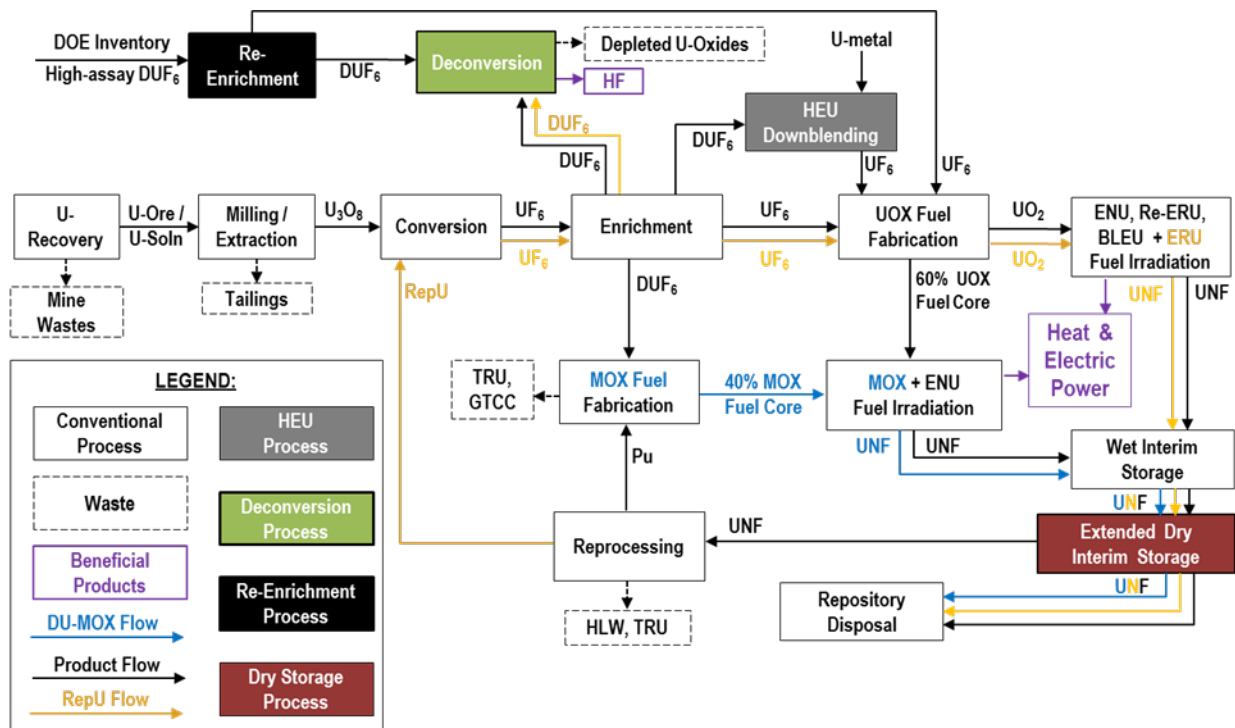 DOE Inventory
High-assay DUF6
Re-
Enrichment
DUF6
Deconversion
Depleted U-Oxides
HF
U-metal
HEU
Downblending
DUF6
DUF6
DUF6
UF6
UF6
U-
Recovery
U-Ore /
U-Soln
Milling /
Extraction
U3O8
Conversion
UF6
UF6
Enrichment
UF6
UF6
UOX Fuel
Fabrication
UO2
UO2
ENU, Re-ERU,
BLEU + ERU
Fuel Irradiation
Mine
Wastes
Tailings
RepU
DUF6
60% UOX
Fuel Core
UNF
UNF
Heat &
Electric
Power
TRU,
GTCC
MOX Fuel
Fabrication
40% MOX
Fuel Core
MOX + ENU
Fuel Irradiation
UNF
UNF
Wet Interim
Storage
Pu
UNF
Reprocessing
UNF
Extended Dry
Interim Storage
UNF
HLW, TRU
Repository
Disposal
LEGEND:
Conventional
Process
HEU
Process
Waste
Deconversion
Process
Beneficial
Products
Re-Enrichment
Process
DU-MOX Flow
Product Flow
RepU Flow
Dry Storage
Process